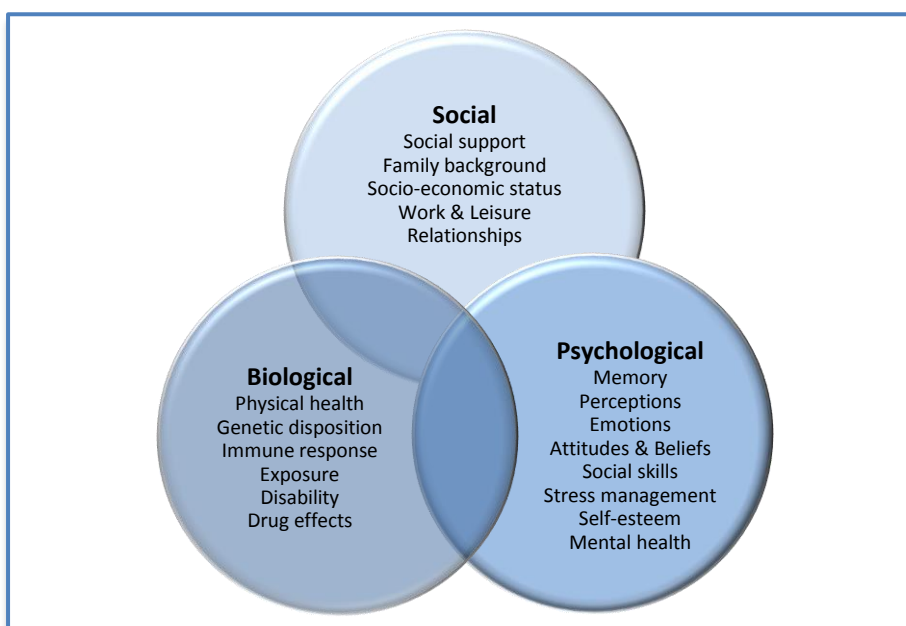 Social
Social support
Family background
Socio-economic status
Work & Leisure
Relationships
Biological
Physical health
Genetic disposition
Immune response
Exposure
Disability
Drug effects
Psychological
Memory
Perceptions
Emotions
Attitudes & Beliefs
Social skills
Stress management
Self-esteem
Mental health